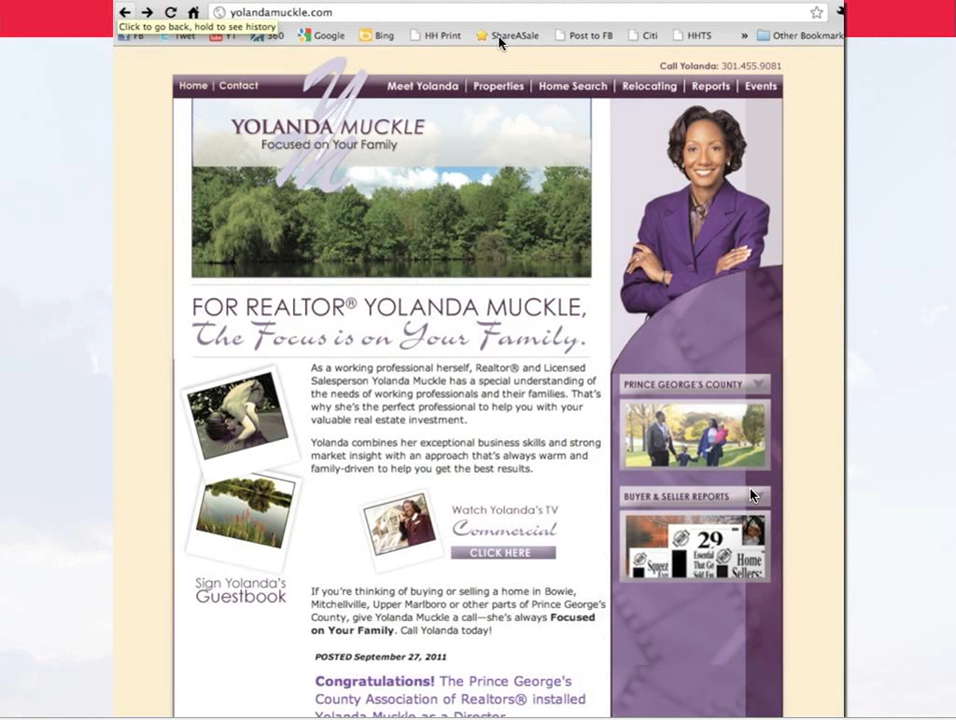 yolandamuckle.com
Click to go back, hold to see history
FB Tweet YT 360 Google Bing HH Print ShareASale Post to FB Citi HHTS » Other Bookmark
Call Yolanda: 301.455.9081
Home | Contact
Meet Yolanda | Properties | Home Search | Relocating | Reports | Events
YOLANDA MUCKLE
Focused on Your Family
FOR REALTOR® YOLANDA MUCKLE,
The Focus is on Your Family.
As a working professional herself, Realtor® and Licensed
Salesperson Yolanda Muckle has a special understanding of
the needs of working professionals and their families. That's
why she's the perfect professional to help you with your
valuable real estate investment.
Yolanda combines her exceptional business skills and strong
market insight with an approach that's always warm and
family-driven to help you get the best results.
Watch Yolanda's TV
Commercial
CLICK HERE
Sign Yolanda's
Guestbook
If you're thinking of buying or selling a home in Bowie,
Mitchellville, Upper Marlboro or other parts of Prince George's
County, give Yolanda Muckle a call—she's always Focused
on Your Family. Call Yolanda today!
POSTED September 27, 2011
Congratulations! The Prince George's
County Association of Realtors® installed
Yolanda Muckle as a Director
PRINCE GEORGE'S COUNTY
BUYER & SELLER REPORTS
29
Essential
Home
Sellers: